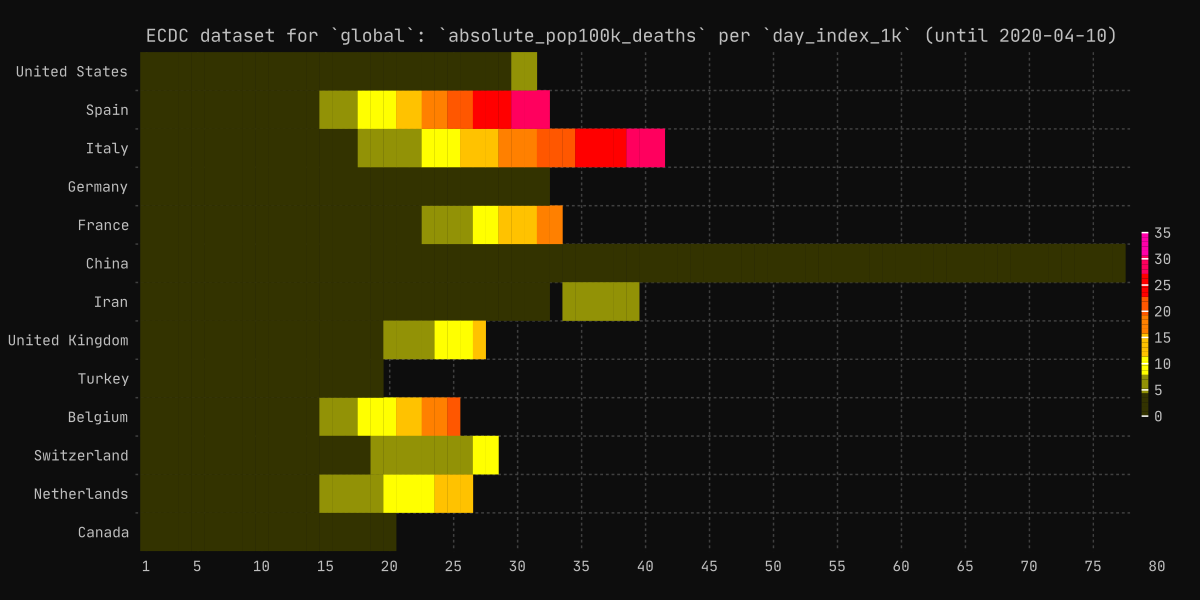 ECDC dataset for `global`: `absolute_pop100k_deaths` per `day_index_1k` (until 2020-04-10)
United States
Spain
Italy
Germany
France
China
Iran
United Kingdom
Turkey
Belgium
Switzerland
Netherlands
Canada
35
30
25
20
15
10
5
0
1 5 10 15 20 25 30 35 40 45 50 55 60 65 70 75 80